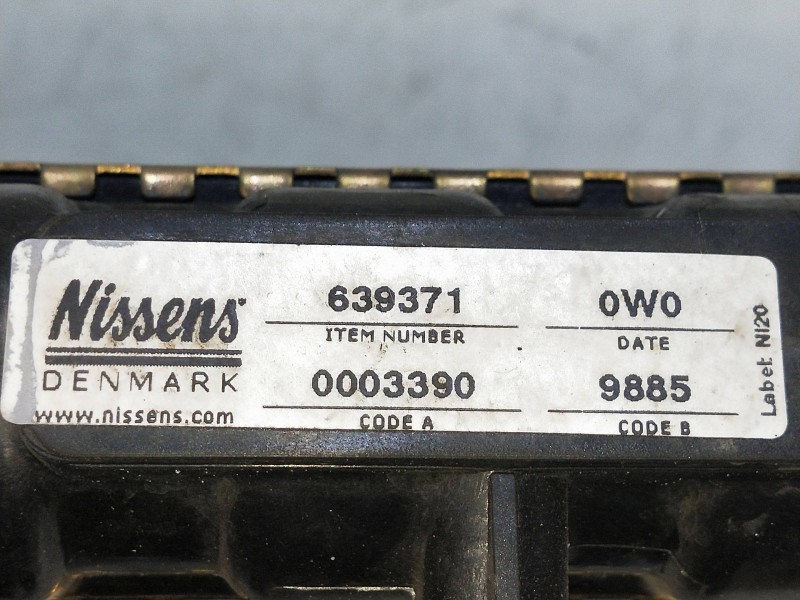 Nissens
DENMARK
www.nissens.com
639371
ITEM NUMBER
0W0
DATE
0003390
CODE A
9885
CODE B
Label: NI20